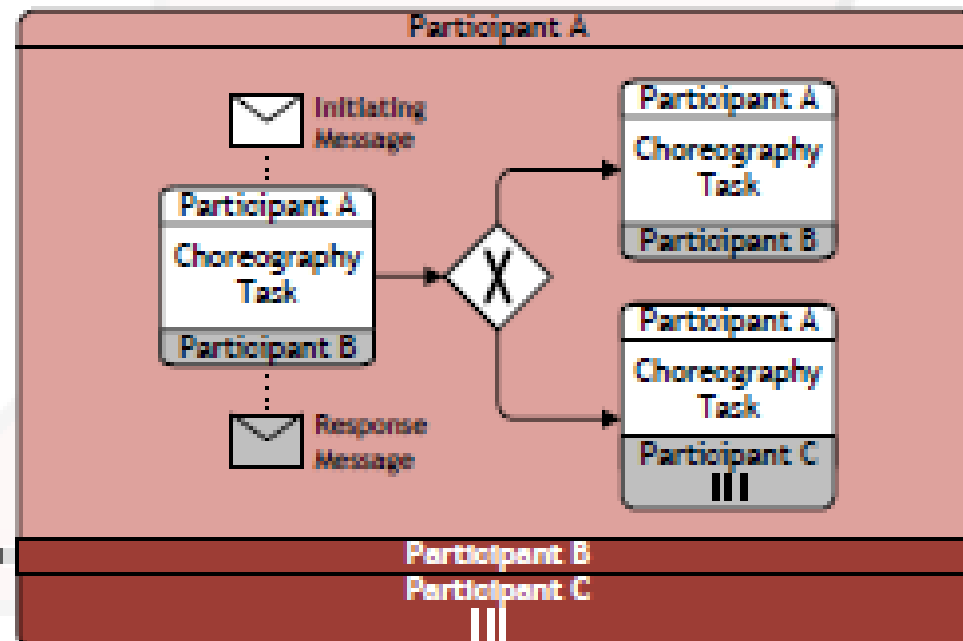 Participant A
Initiating
Message
Participant A
Choreography
Task
Participant B
Response
Message
X
Participant A
Choreography
Task
Participant B
Participant A
Choreography
Task
Participant C
Participant B
Participant C